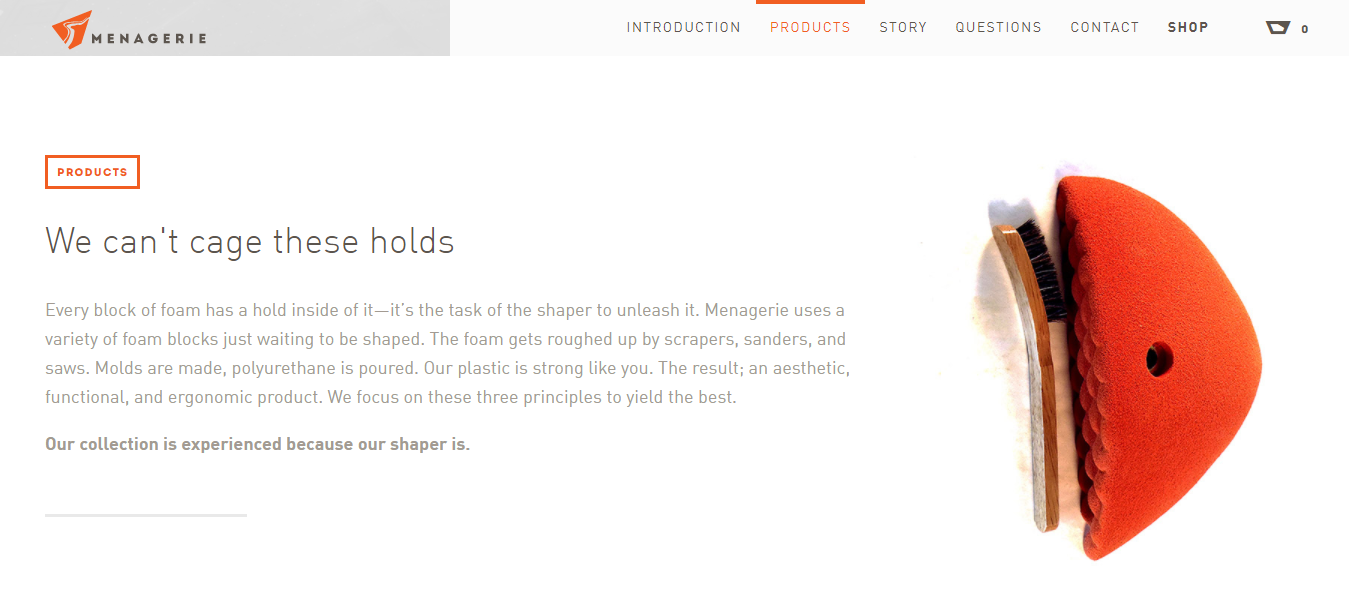 MENAGERIE
INTRODUCTION PRODUCTS STORY QUESTIONS CONTACT SHOP 0
PRODUCTS
We can't cage these holds
Every block of foam has a hold inside of it—it's the task of the shaper to unleash it. Menagerie uses a
variety of foam blocks just waiting to be shaped. The foam gets roughed up by scrapers, sanders, and
saws. Molds are made, polyurethane is poured. Our plastic is strong like you. The result; an aesthetic,
functional, and ergonomic product. We focus on these three principles to yield the best.
Our collection is experienced because our shaper is.